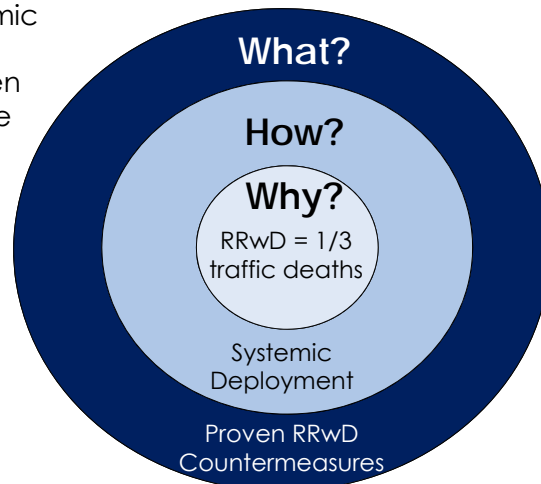 What?
How?
Why?
RRwD = 1/3
traffic deaths
Systemic
Deployment
Proven RRwD
Countermeasures